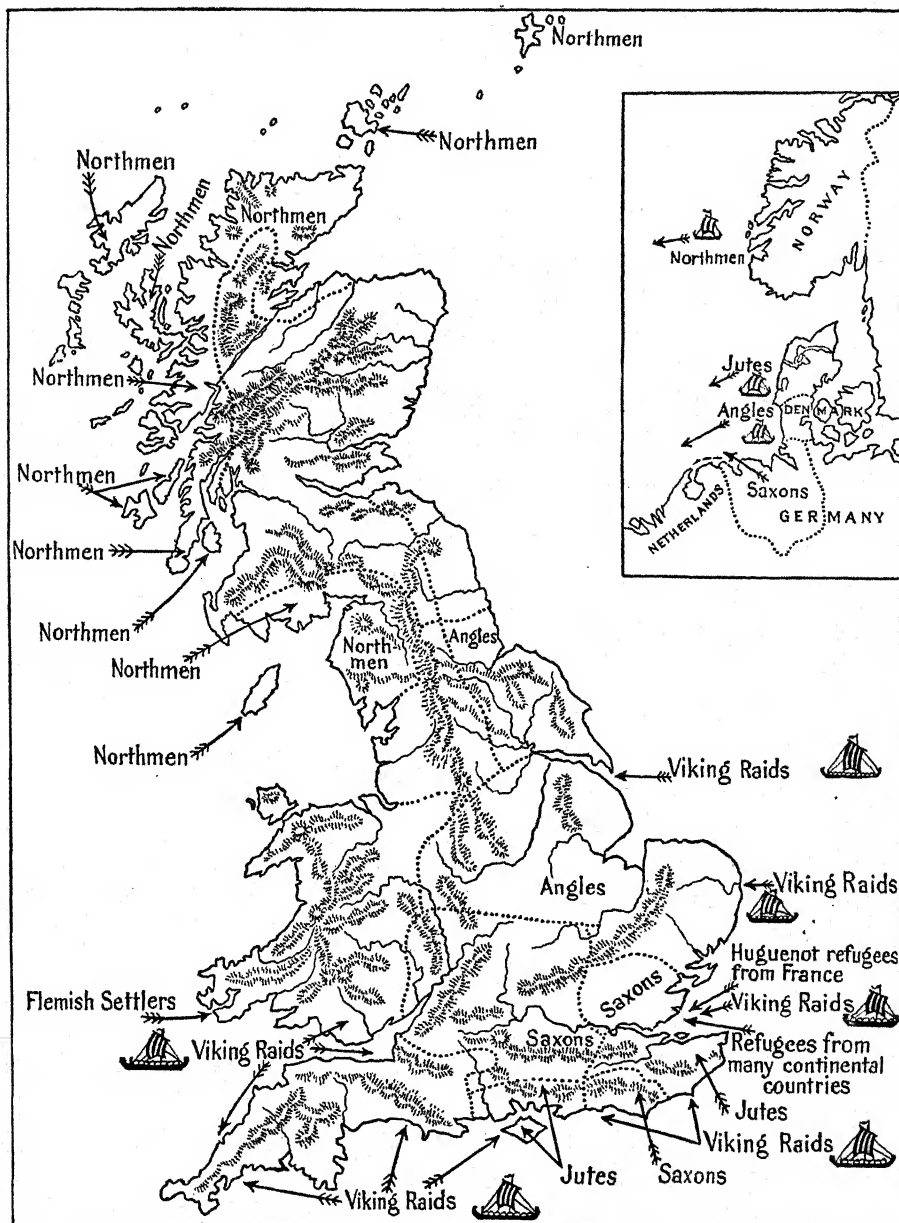 Northmen
Northmen
Northmen
Northmen
Northmen
NORWAY
Northmen
Northmen
Jutes
Angles
DEN MARK
Saxons
NETHERLANDS
GERMANY
Northmen
Northmen
Northmen
Northmen
Angles
North-
men
Northmen
Viking Raids
Angles
Viking Raids
Huguenot refugees
from France
Saxons
Viking Raids
Flemish Settlers
Viking Raids
Saxons
Refugees from
many continental
countries
Jutes
Viking Raids
Jutes
Saxons
Viking Raids